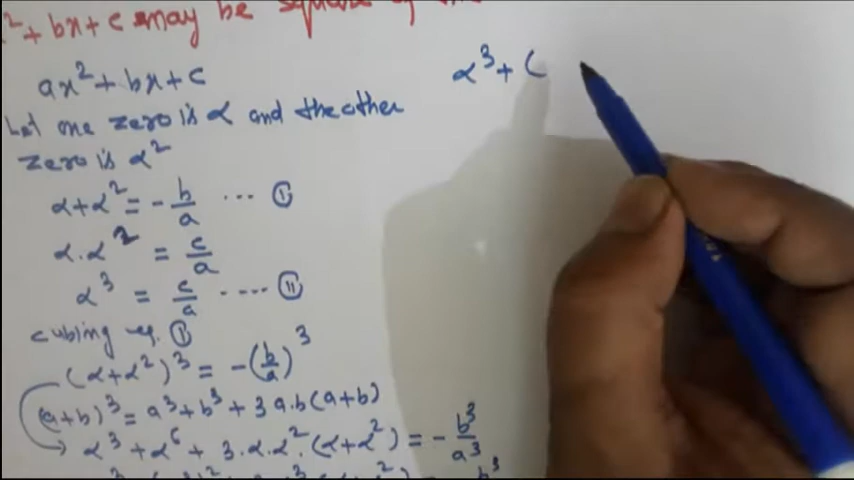 x² + bx + c may be square of the
ax² + bx + c
Let one zero is α and the other
zero is α²
α + α² = - b/a ... ①
α . α² = c/a
α³ = c/a .... ②
cubing eq. ①
(α + α²)³ = -(b/a)³
(a+b)³ = a³ + b³ + 3 a.b (a+b)
α³ + α⁶ + 3.α.α².(α + α²) = - b³/a³
α³ + (